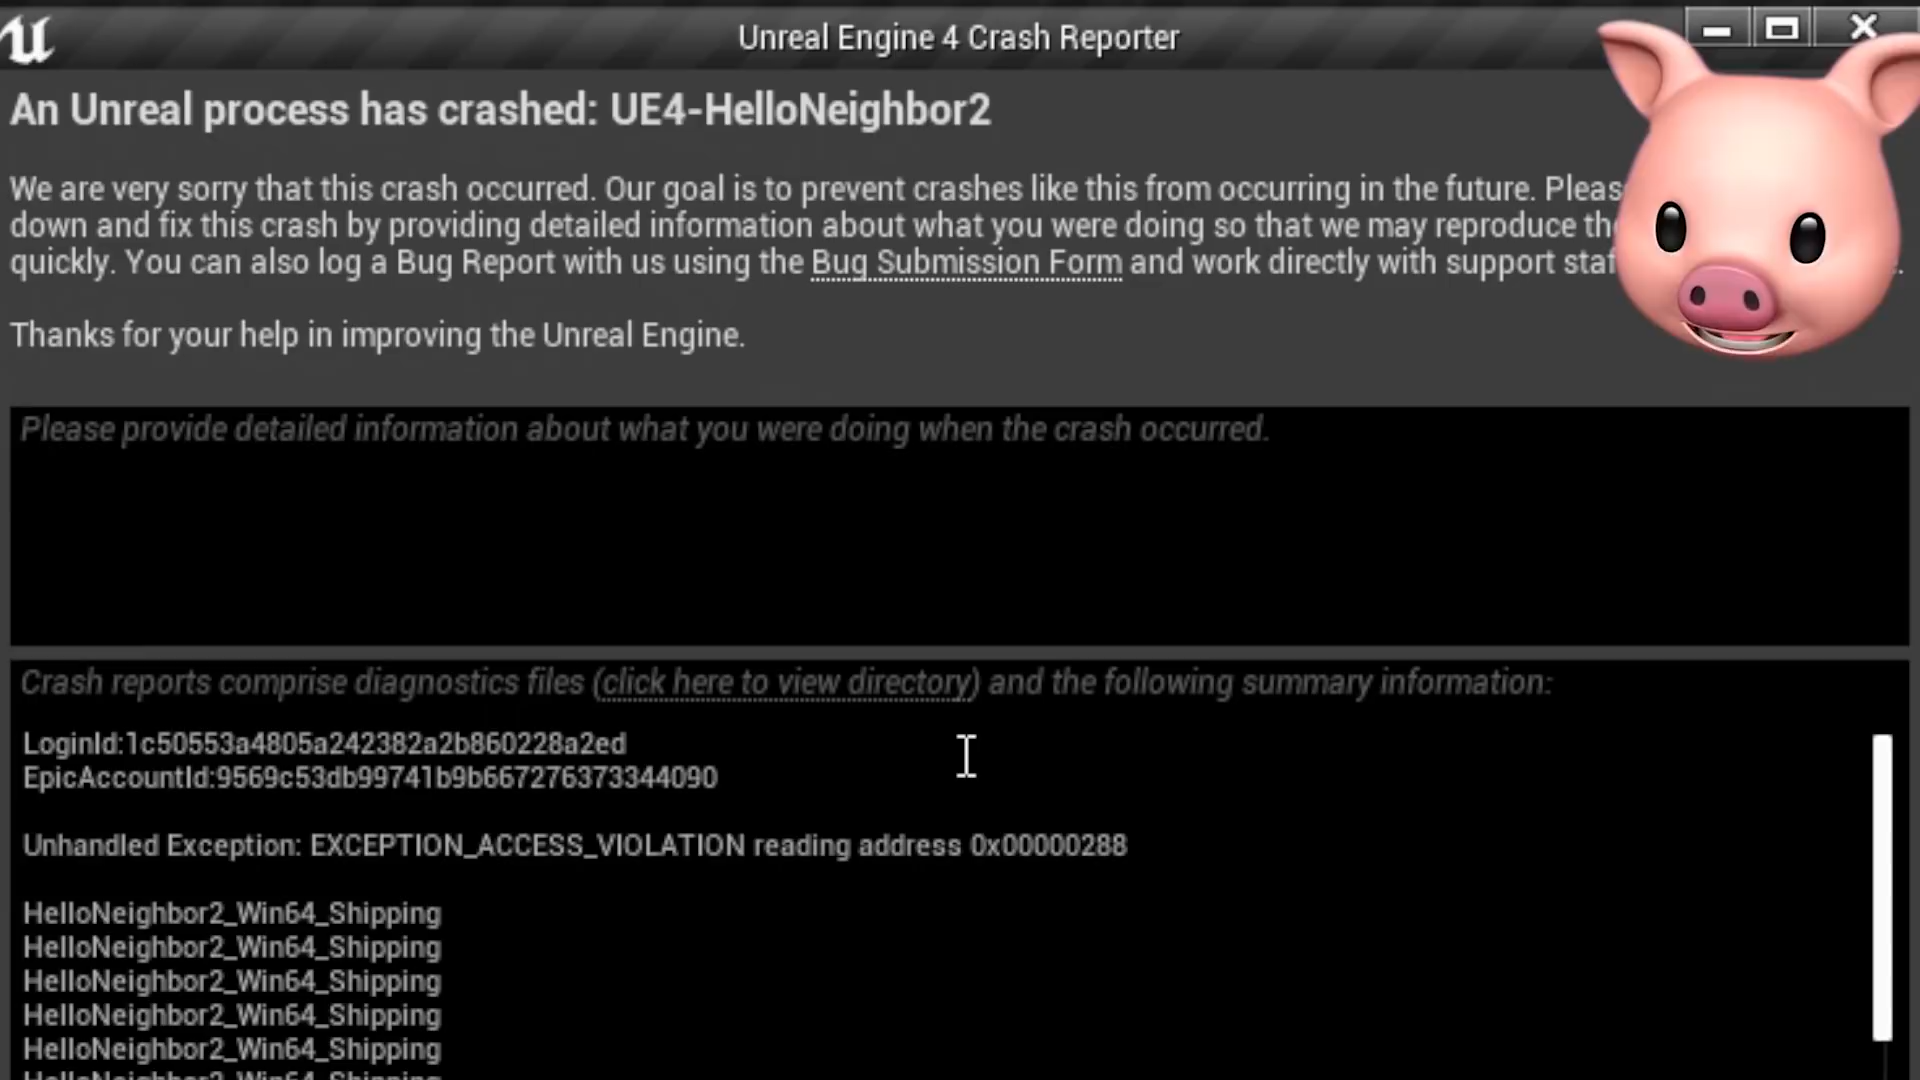 Unreal Engine 4 Crash Reporter
An Unreal process has crashed: UE4-HelloNeighbor2
We are very sorry that this crash occurred. Our goal is to prevent crashes like this from occurring in the future.
down and fix this crash by providing detailed information about what you were doing so that we may reproduce
quickly. You can also log a Bug Report with us using the Bug Submission Form and work directly with support
Thanks for your help in improving the Unreal Engine.
Please provide detailed information about what you were doing when the crash occurred.
Crash reports comprise diagnostics files (click here to view directory) and the following summary information:
LoginId:1c50553a4805a242382a2b860228a2ed
EpicAccountId:9569c53db99741b9b667276373344090
Unhandled Exception: EXCEPTION_ACCESS_VIOLATION reading address 0x00000288
HelloNeighbor2_Win64_Shipping
HelloNeighbor2_Win64_Shipping
HelloNeighbor2_Win64_Shipping
HelloNeighbor2_Win64_Shipping
HelloNeighbor2_Win64_Shipping